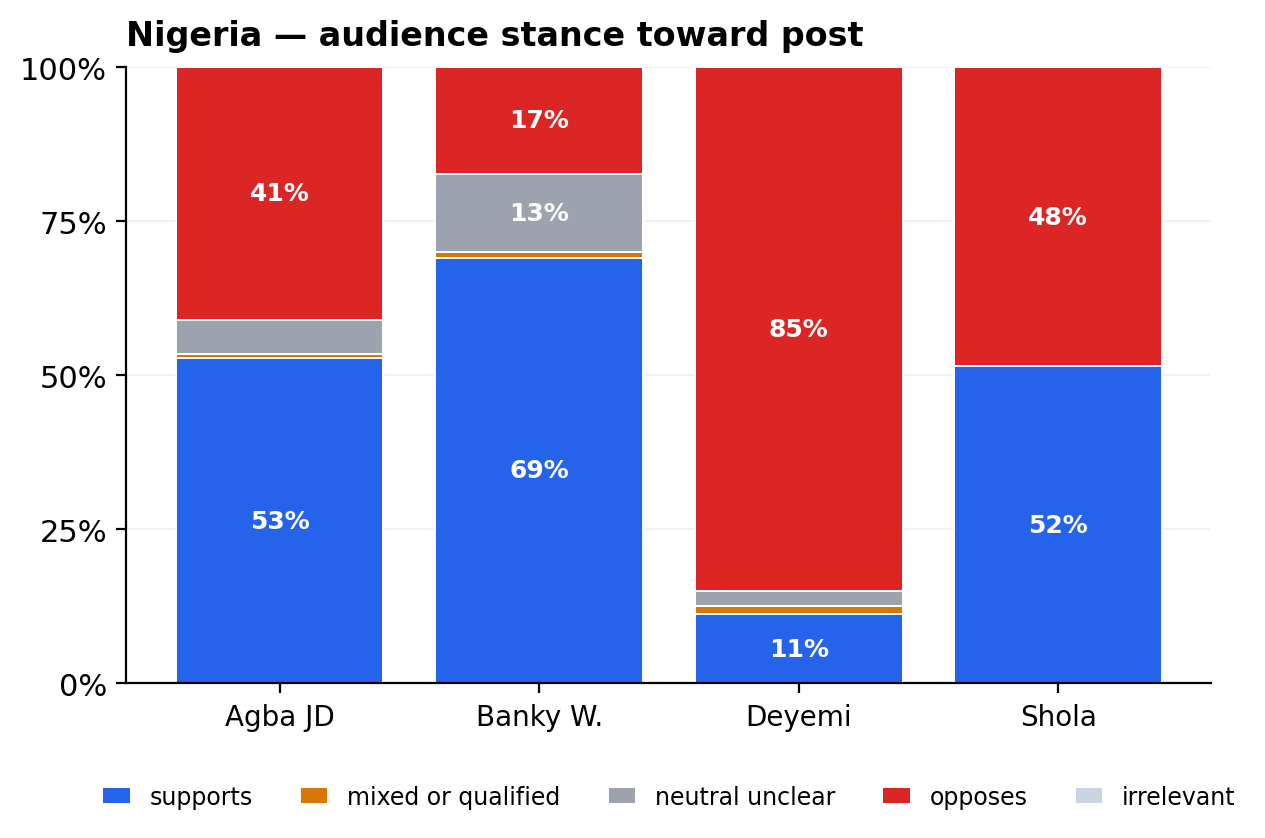 Nigeria — audience stance toward post
100%
75%
50%
25%
0%
41%
53%
17%
13%
69%
85%
11%
48%
52%
Agba JD
Banky W.
Deyemi
Shola
supports
mixed or qualified
neutral unclear
opposes
irrelevant